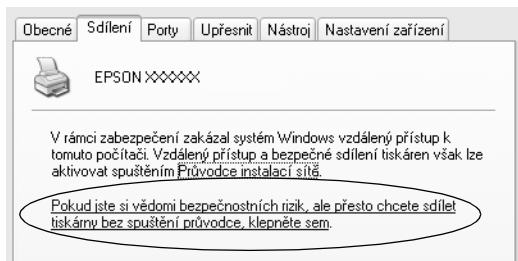 Obecné Sdílení Porty Upřesnit Nástroj Nastavení zařízení
EPSON XXXXXX
V rámci zabezpečení zakázal systém Windows vzdálený přístup k
tomuto počítači. Vzdálený přístup a bezpečné sdílení tiskáren však lze
aktivovat spuštěním Průvodce instalací sítě.
Pokud jste si vědomi bezpečnostních rizik, ale přesto chcete sdílet
tiskárny bez spuštění průvodce, klepněte sem.